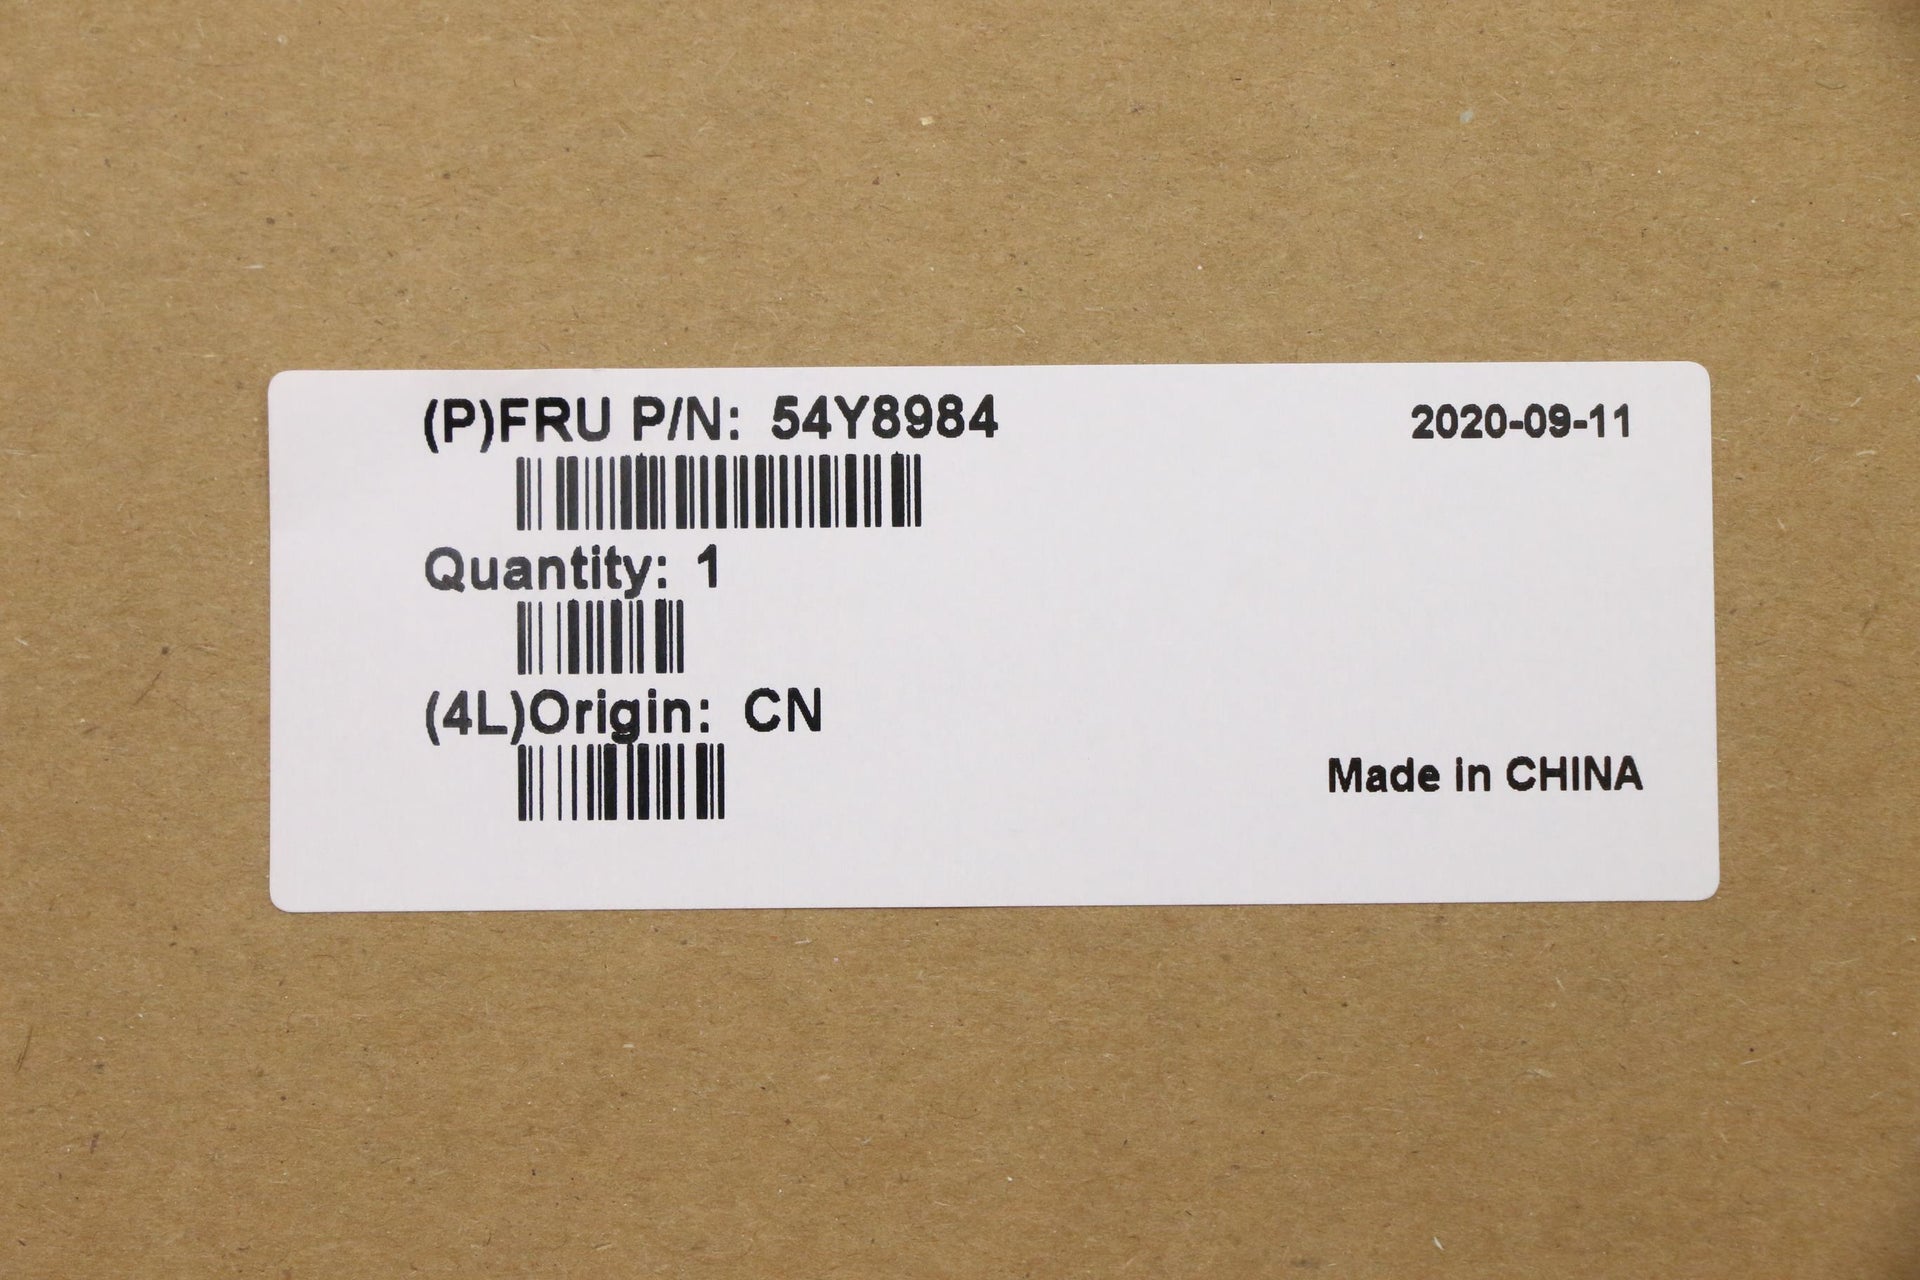 (P)FRU P/N: 54Y8984
2020-09-11
Quantity: 1
(4L)Origin: CN
Made in CHINA